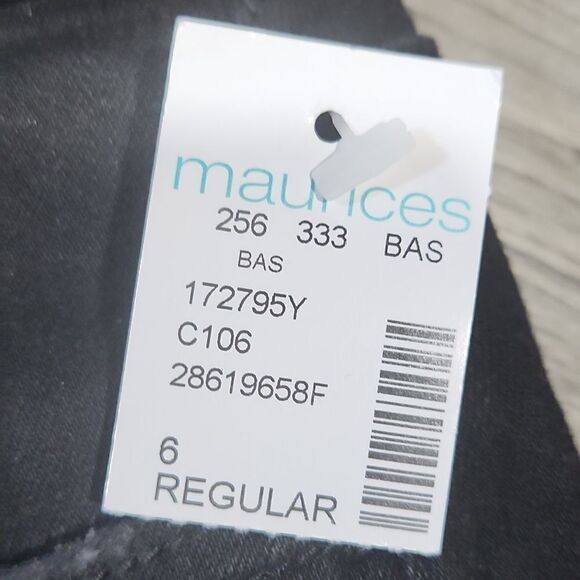 maurices
256 333 BAS
BAS
172795Y
C106
28619658F
6
REGULAR